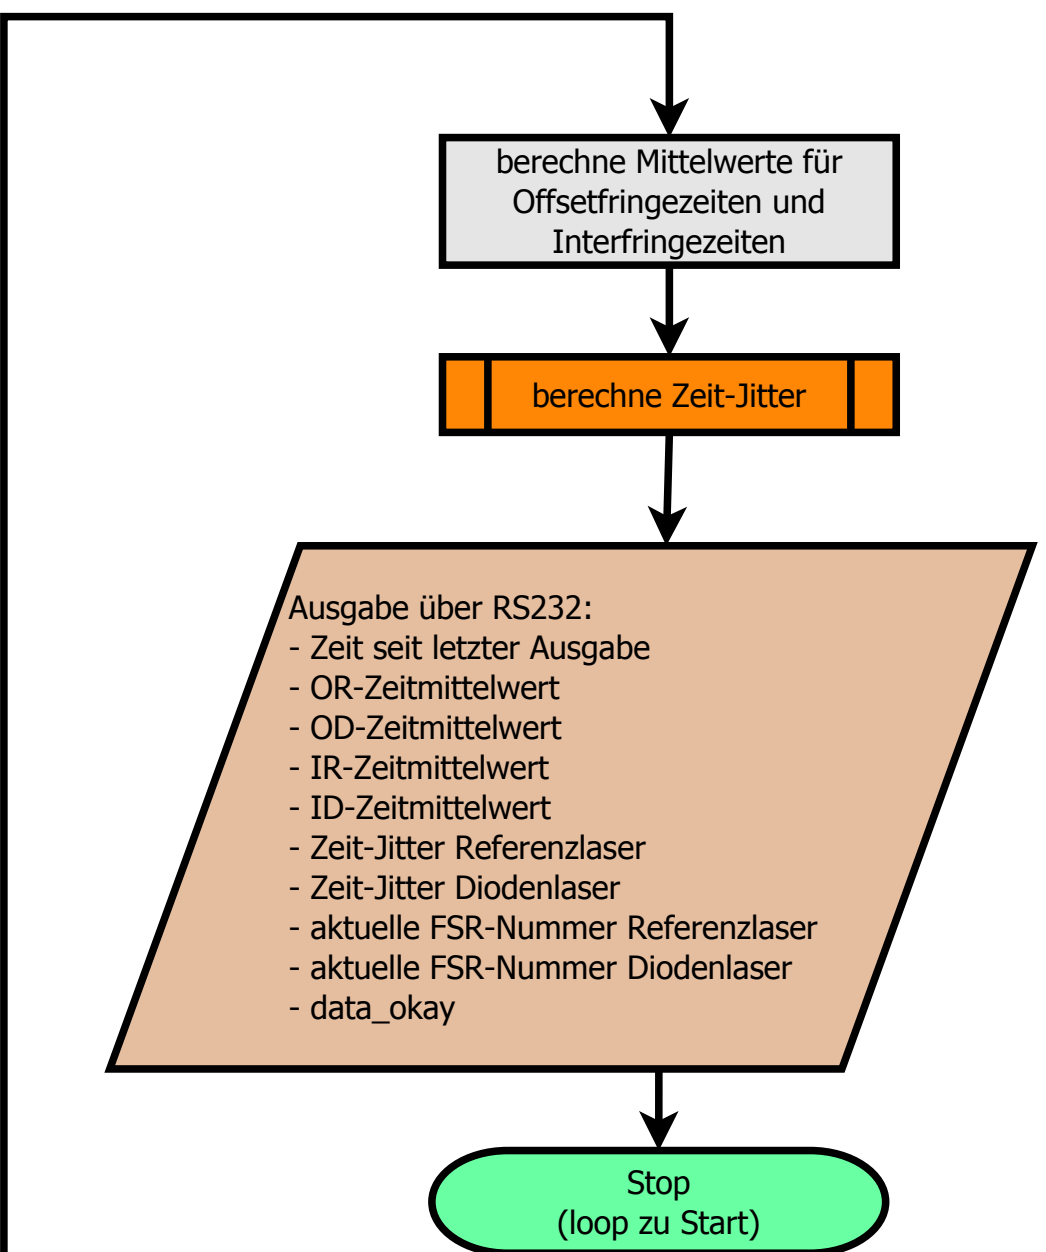 berechne Mittelwerte für
Offsetfringezeiten und
Interfringezeiten
berechne Zeit-Jitter
Ausgabe über RS232:
- Zeit seit letzter Ausgabe
- OR-Zeitmittelwert
- OD-Zeitmittelwert
- IR-Zeitmittelwert
- ID-Zeitmittelwert
- Zeit-Jitter Referenzlaser
- Zeit-Jitter Diodenlaser
- aktuelle FSR-Nummer Referenzlaser
- aktuelle FSR-Nummer Diodenlaser
- data_okay
Stop
(loop zu Start)